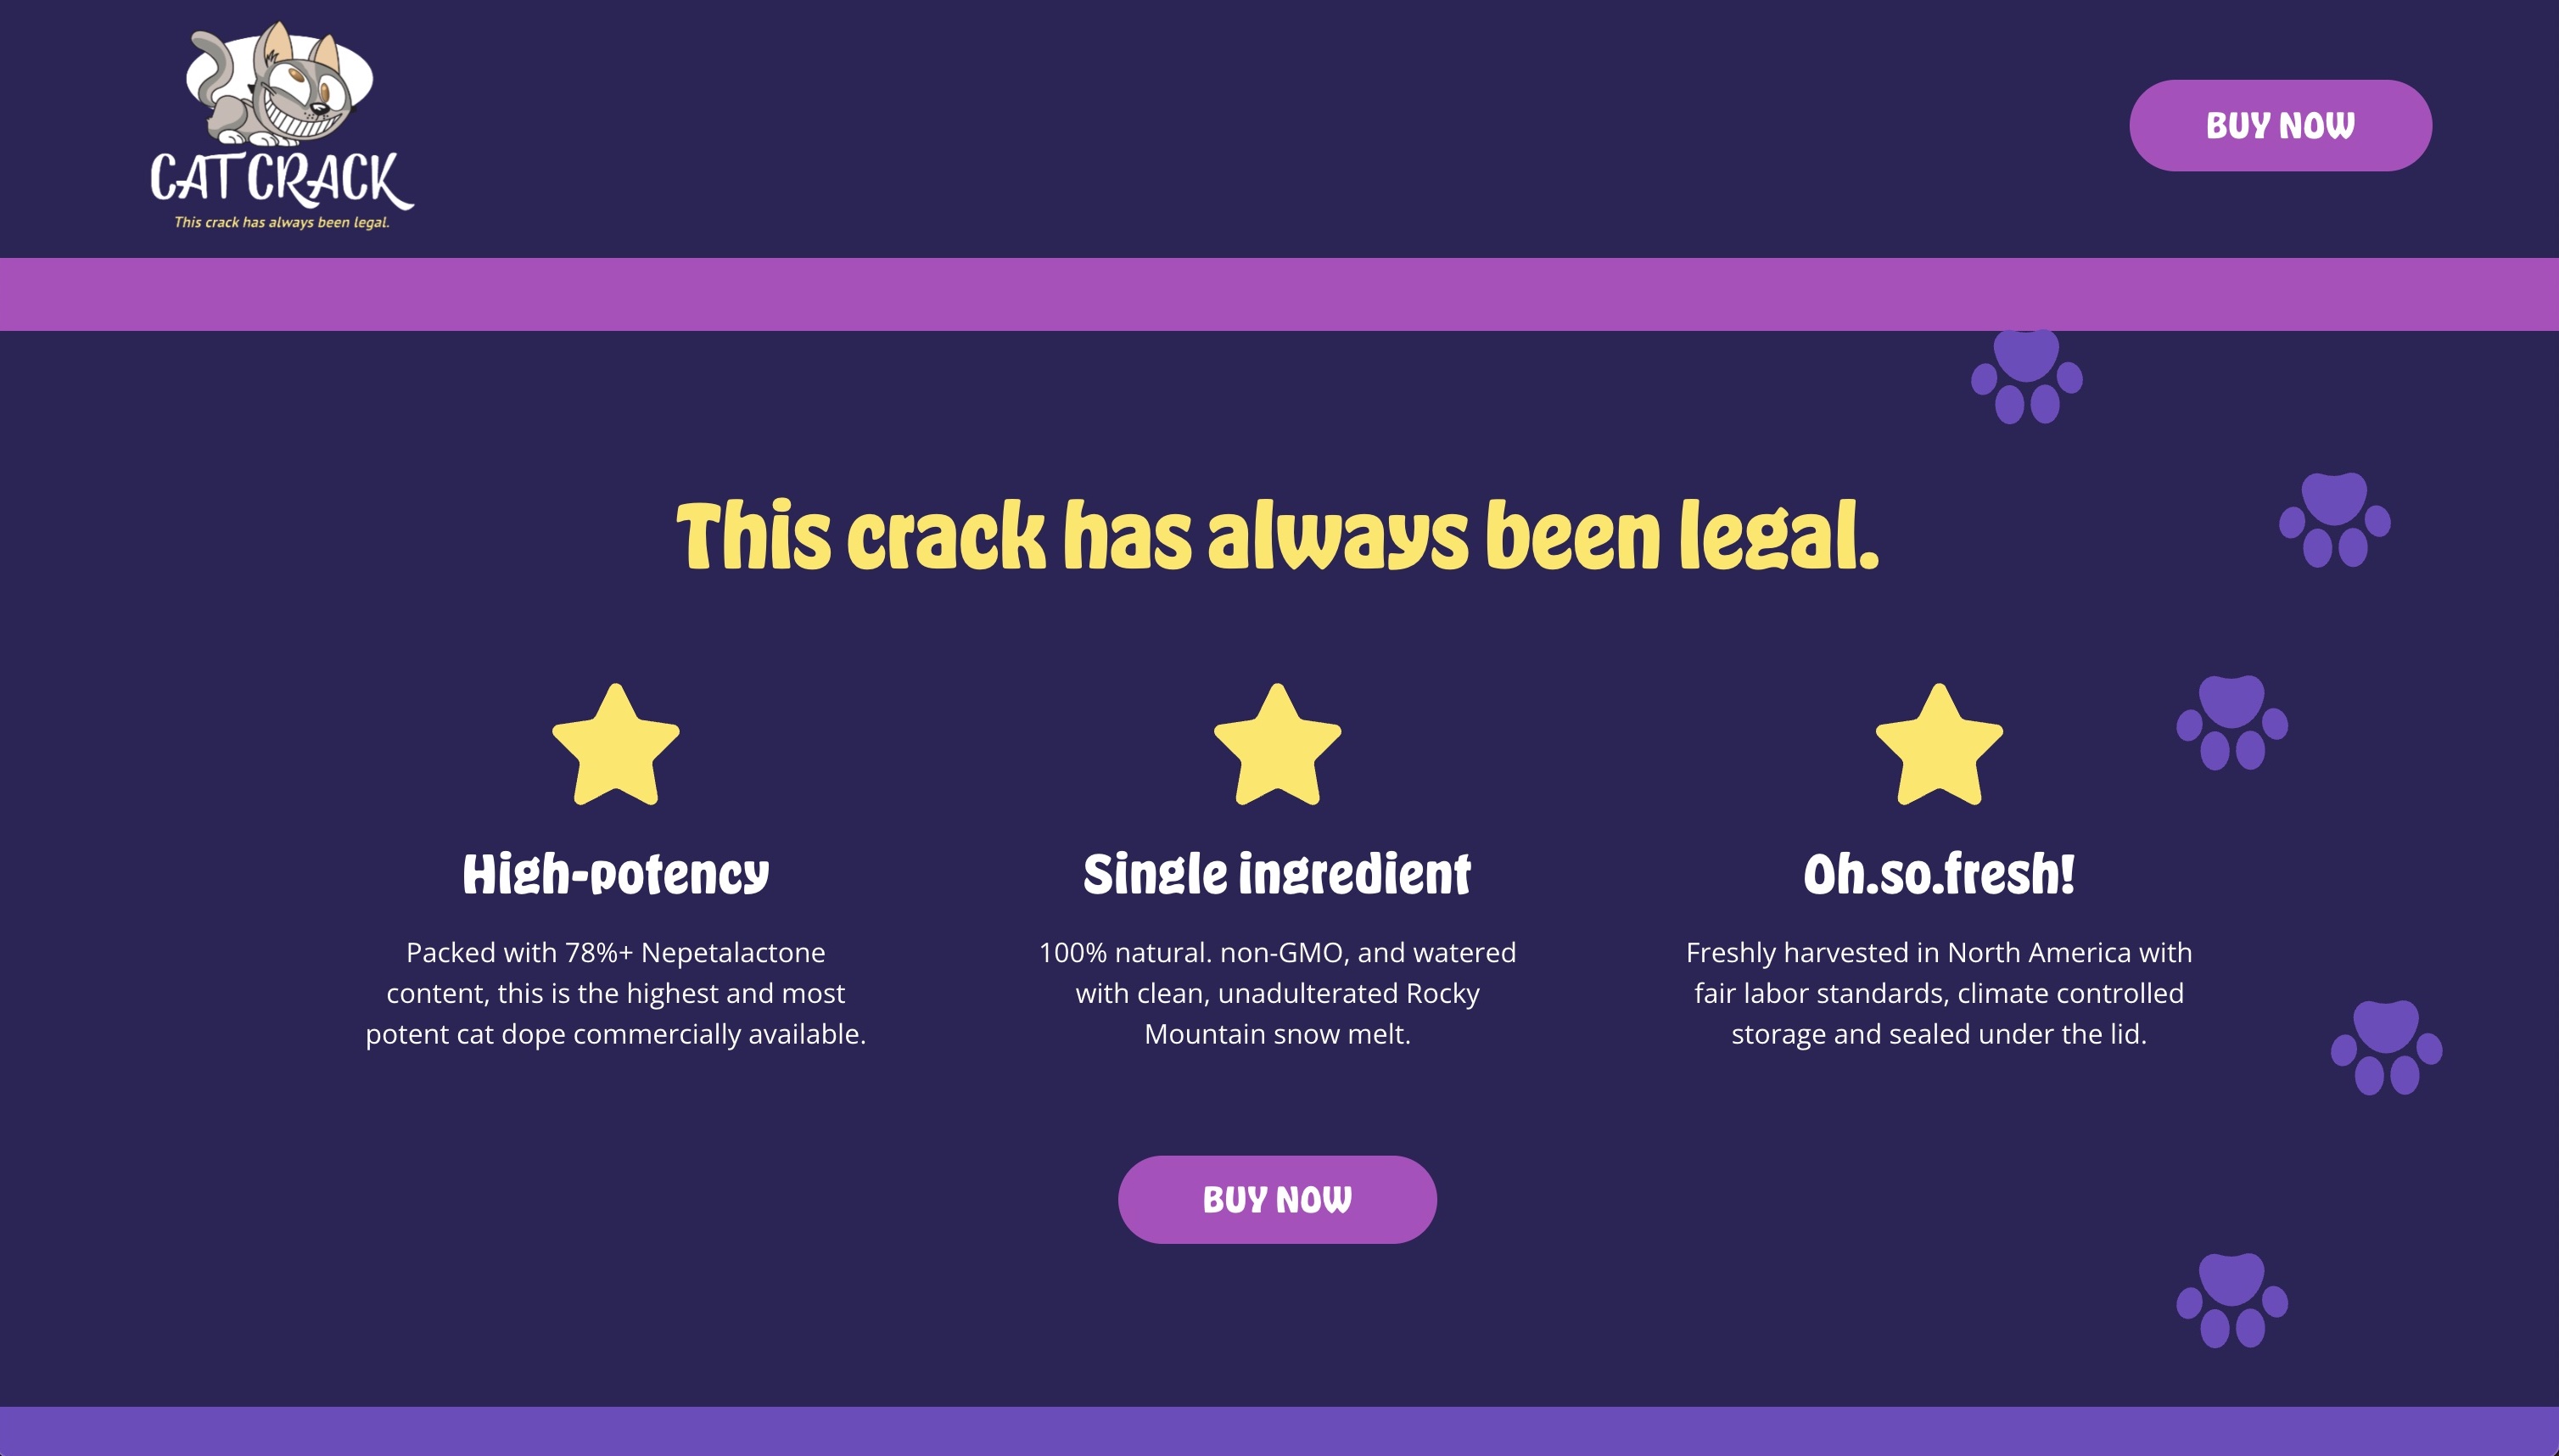 CAT CRACK
This crack has always been legal.
BUY NOW
This crack has always been legal.
High-potency
Packed with 78%+ Nepetalactone
content, this is the highest and most
potent cat dope commercially available.
Single ingredient
100% natural. non-GMO, and watered
with clean, unadulterated Rocky
Mountain snow melt.
Oh.so.fresh!
Freshly harvested in North America with
fair labor standards, climate controlled
storage and sealed under the lid.
BUY NOW